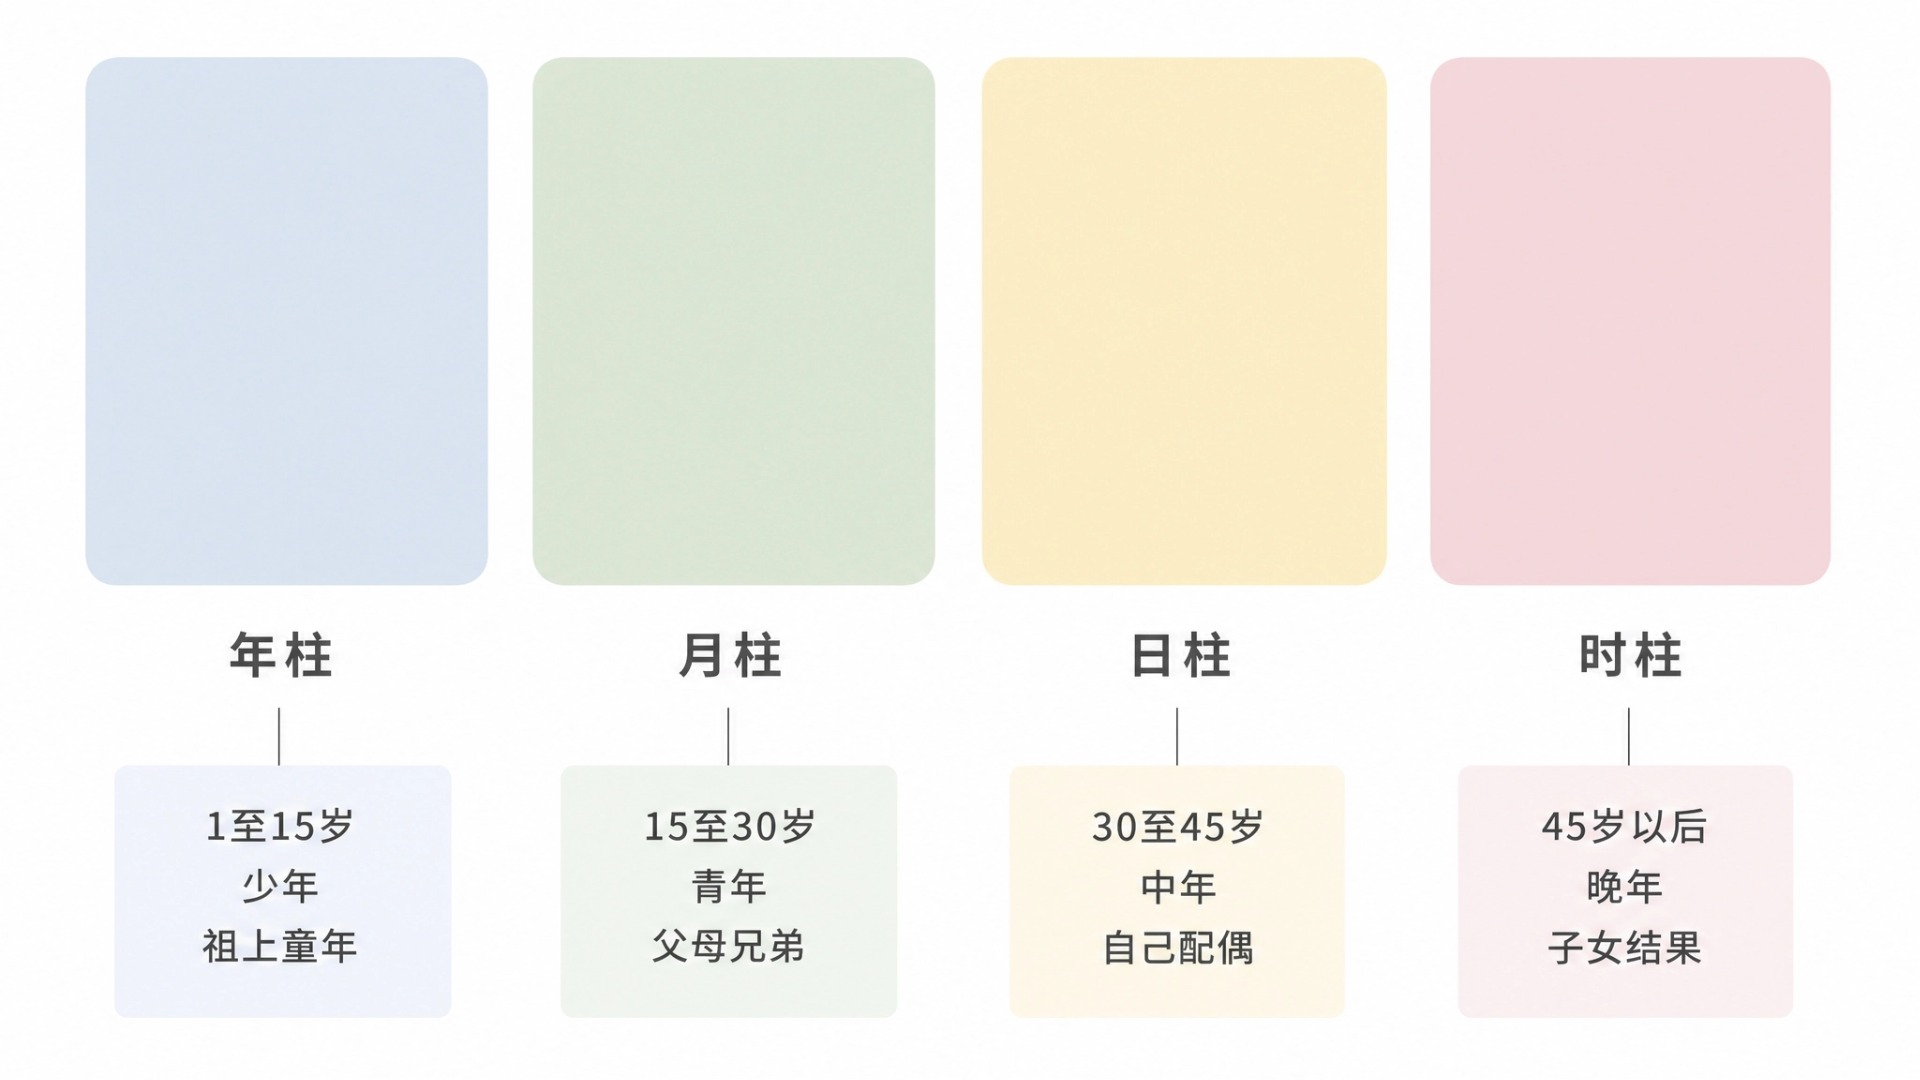 年柱
1至15岁
少年
祖上童年
月柱
15至30岁
青年
父母兄弟
日柱
30至45岁
中年
自己配偶
时柱
45岁以后
晚年
子女结果